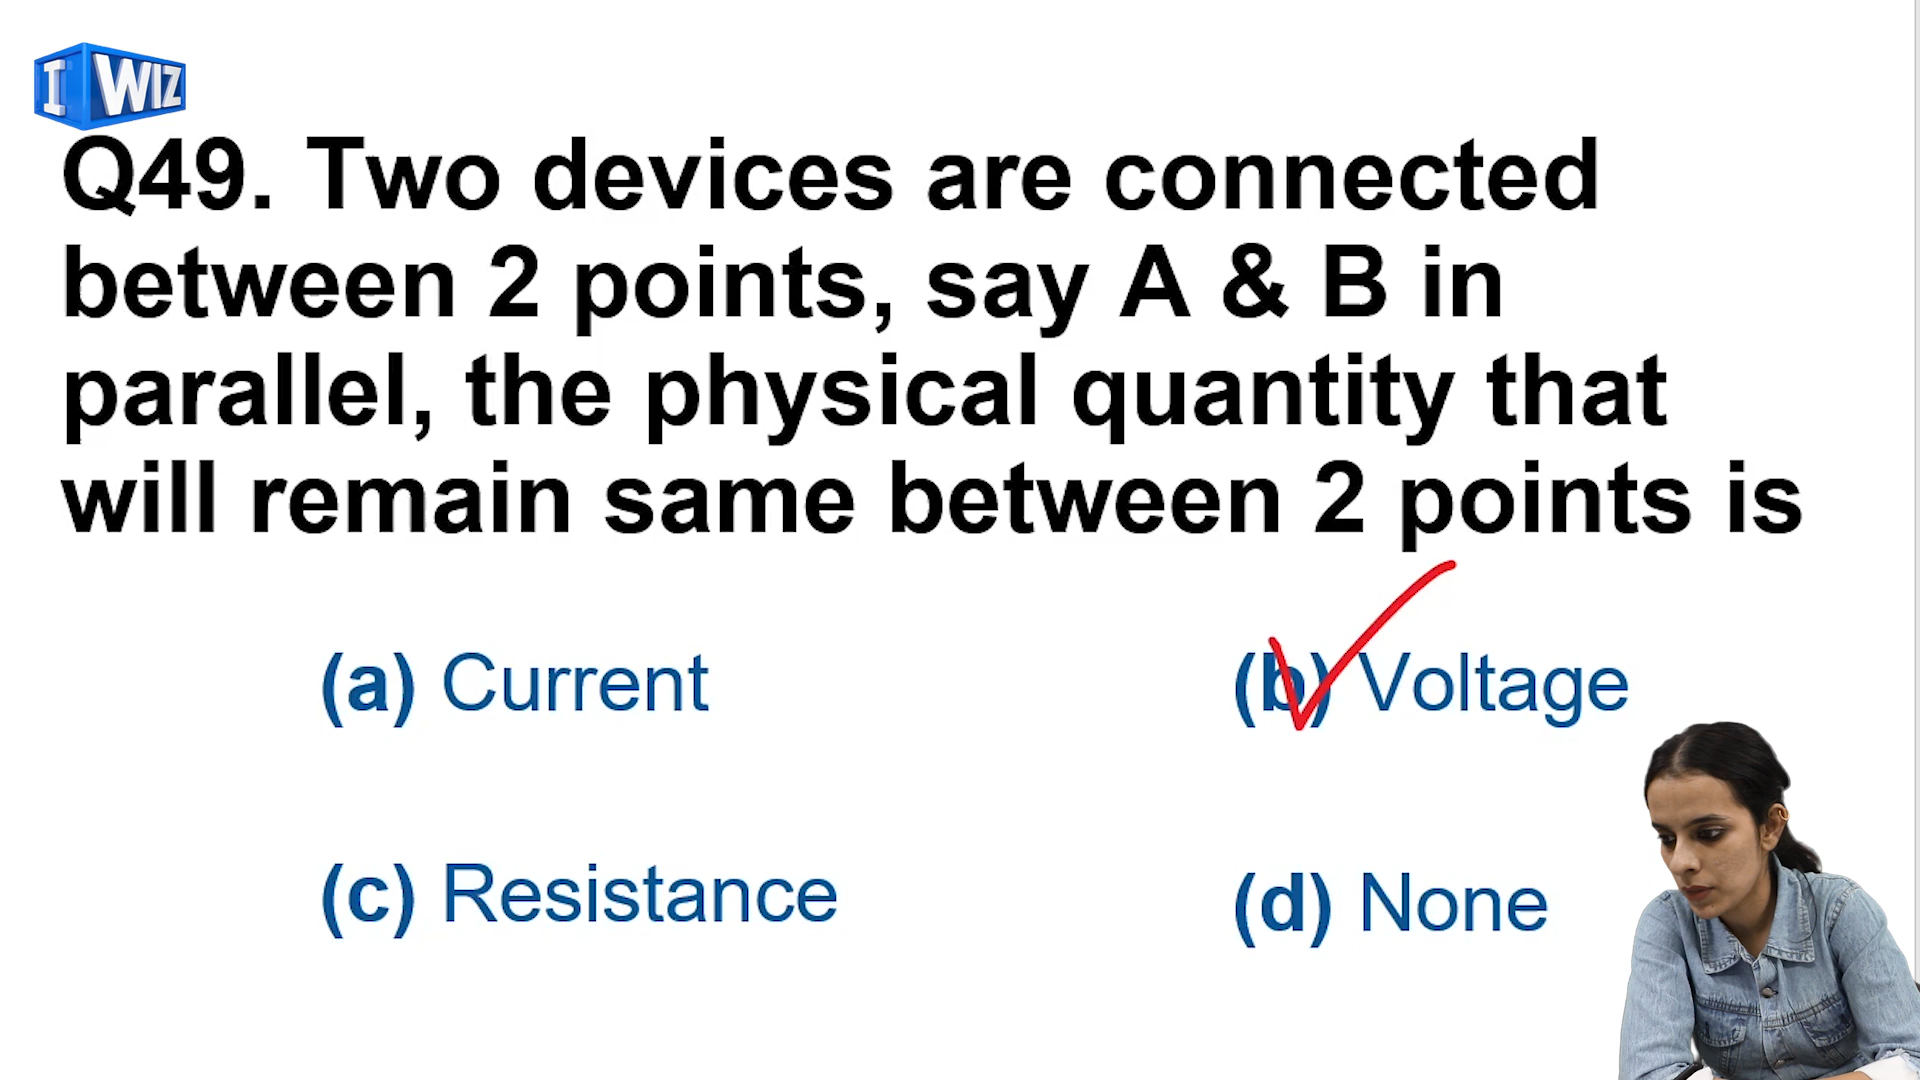 I WIZ
Q49. Two devices are connected
between 2 points, say A & B in
parallel, the physical quantity that
will remain same between 2 points is
(a) Current
(b) Voltage
(c) Resistance
(d) None